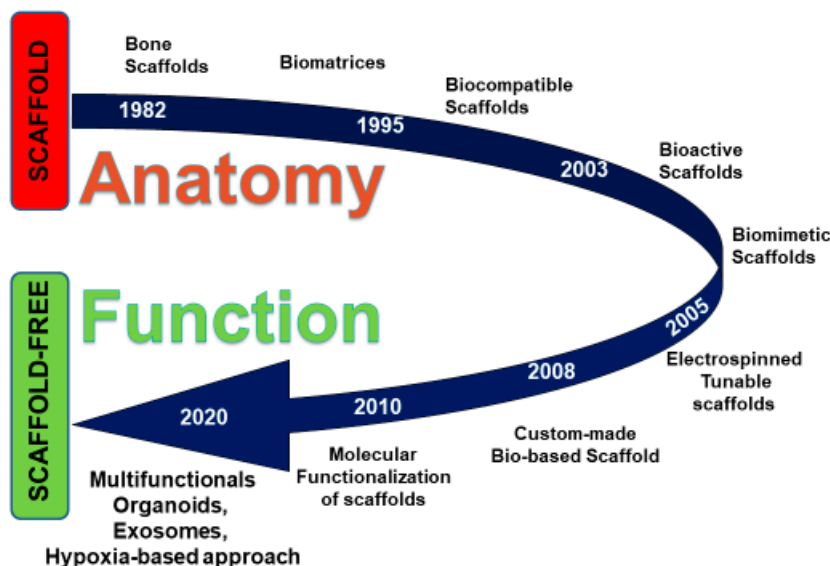 SCAFFOLD
Bone
Scaffolds
Biomatrices
Biocompatible
Scaffolds
1982
1995
2003
Bioactive
Scaffolds
Anatomy
Biomimetic
Scaffolds
SCAFFOLD-FREE
Function
2005
Electrospinned
Tunable
scaffolds
2008
Custom-made
Bio-based Scaffold
2010
Molecular
Functionalization
of scaffolds
2020
Multifunctionals
Organoids,
Exosomes,
Hypoxia-based approach